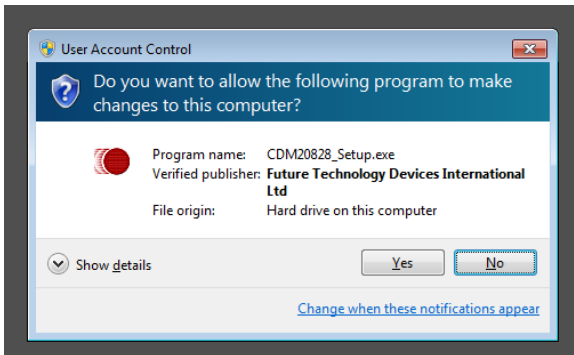 User Account Control
Do you want to allow the following program to make
changes to this computer?
Program name: CDM20828_Setup.exe
Verified publisher: Future Technology Devices International
Ltd
File origin: Hard drive on this computer
Show details
Yes
No
Change when these notifications appear